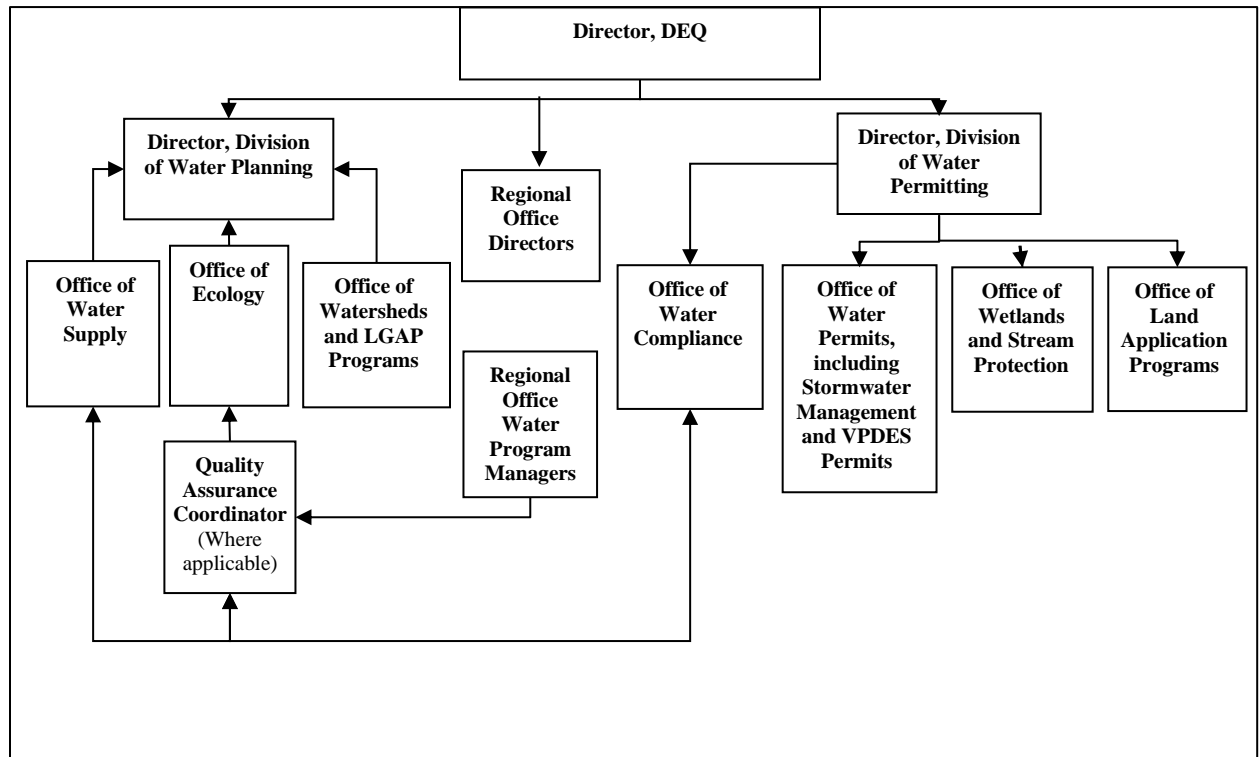 Director, DEQ
Director, Division
of Water Planning
Regional
Office
Directors
Director, Division
of Water
Permitting
Office of
Water
Supply
Office of
Ecology
Office of
Watersheds
and LGAP
Programs
Regional
Office
Water
Program
Managers
Office of
Water
Compliance
Office of
Water
Permits,
including
Stormwater
Management
and VPDES
Permits
Office of
Wetlands
and Stream
Protection
Office of
Land
Application
Programs
Quality
Assurance
Coordinator
(Where
applicable)